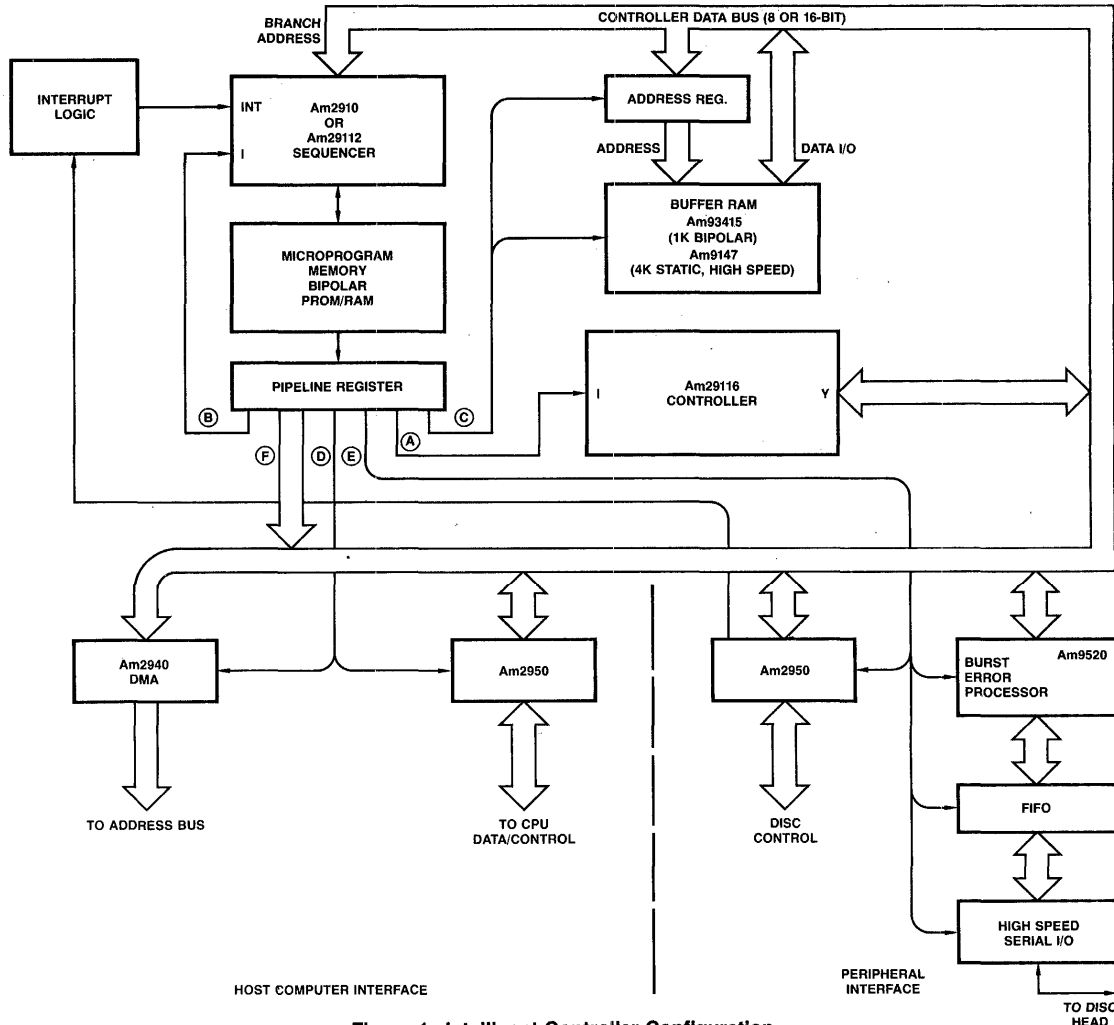 BRANCH
ADDRESS
CONTROLLER DATA BUS (8 OR 16-BIT)
INTERRUPT
LOGIC
INT
I
Am2910
OR
Am29112
SEQUENCER
ADDRESS REG.
ADDRESS
DATA I/O
BUFFER RAM
Am93415
(1K BIPOLAR)
Am9147
(4K STATIC, HIGH SPEED)
MICROPROGRAM
MEMORY
BIPOLAR
PROM/RAM
PIPELINE REGISTER
I
Am29116
CONTROLLER
Y
B
C
A
F
D
E
Am2940
DMA
Am2950
Am2950
Am9520
BURST
ERROR
PROCESSOR
FIFO
TO ADDRESS BUS
TO CPU
DATA/CONTROL
DISC
CONTROL
HIGH SPEED
SERIAL I/O
HOST COMPUTER INTERFACE
PERIPHERAL
INTERFACE
TO DISC
HEAD
Intelligent Controller Configuration